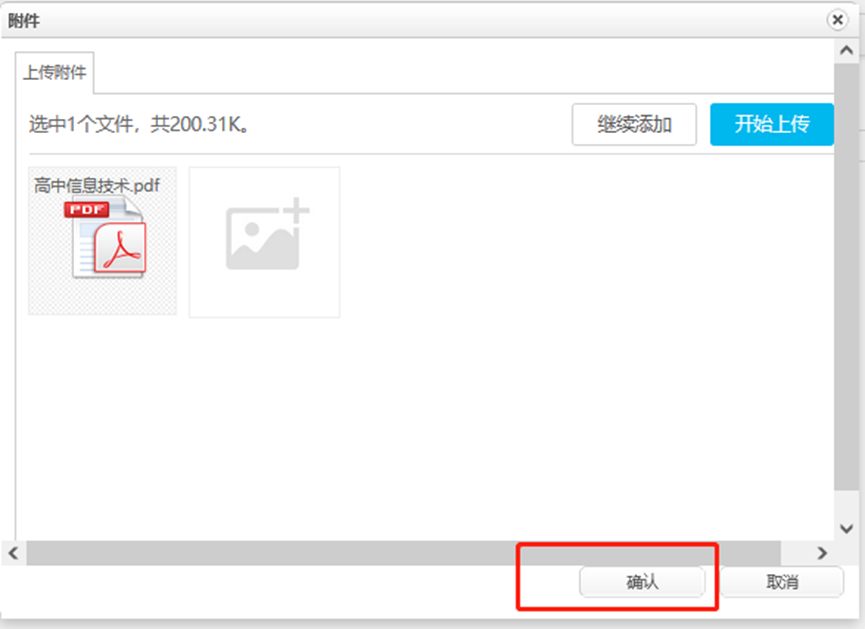 附件
上传附件
选中1个文件，共200.31K。
继续添加
开始上传
高中信息技术.pdf
PDF
确认
取消